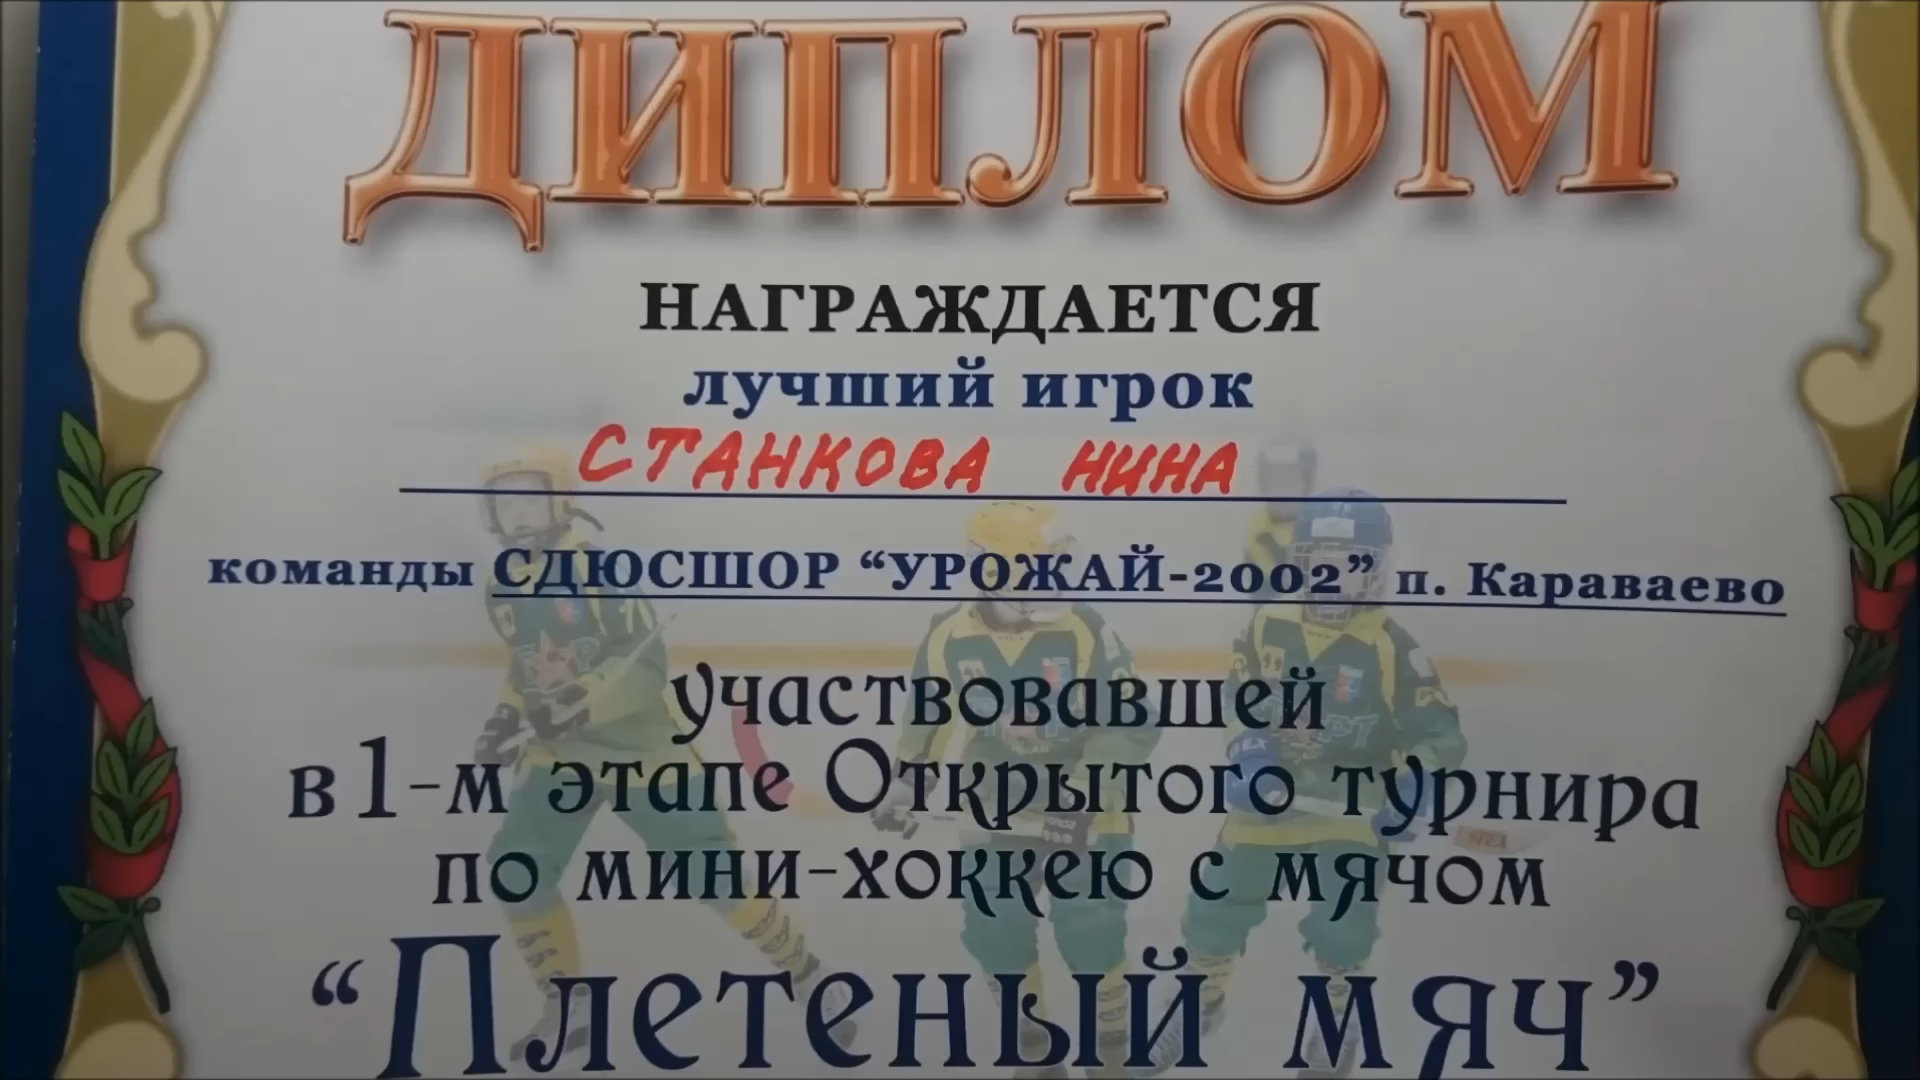 ДИПЛОМ
НАГРАЖДАЕТСЯ
лучший игрок
СТАНКОВА НИНА
команды СДЮСШОР “УРОЖАЙ-2002” п. Караваево
участвовавшей
в 1-м этапе Открытого турнира
по мини-хоккею с мячом
“Плетеный мяч”